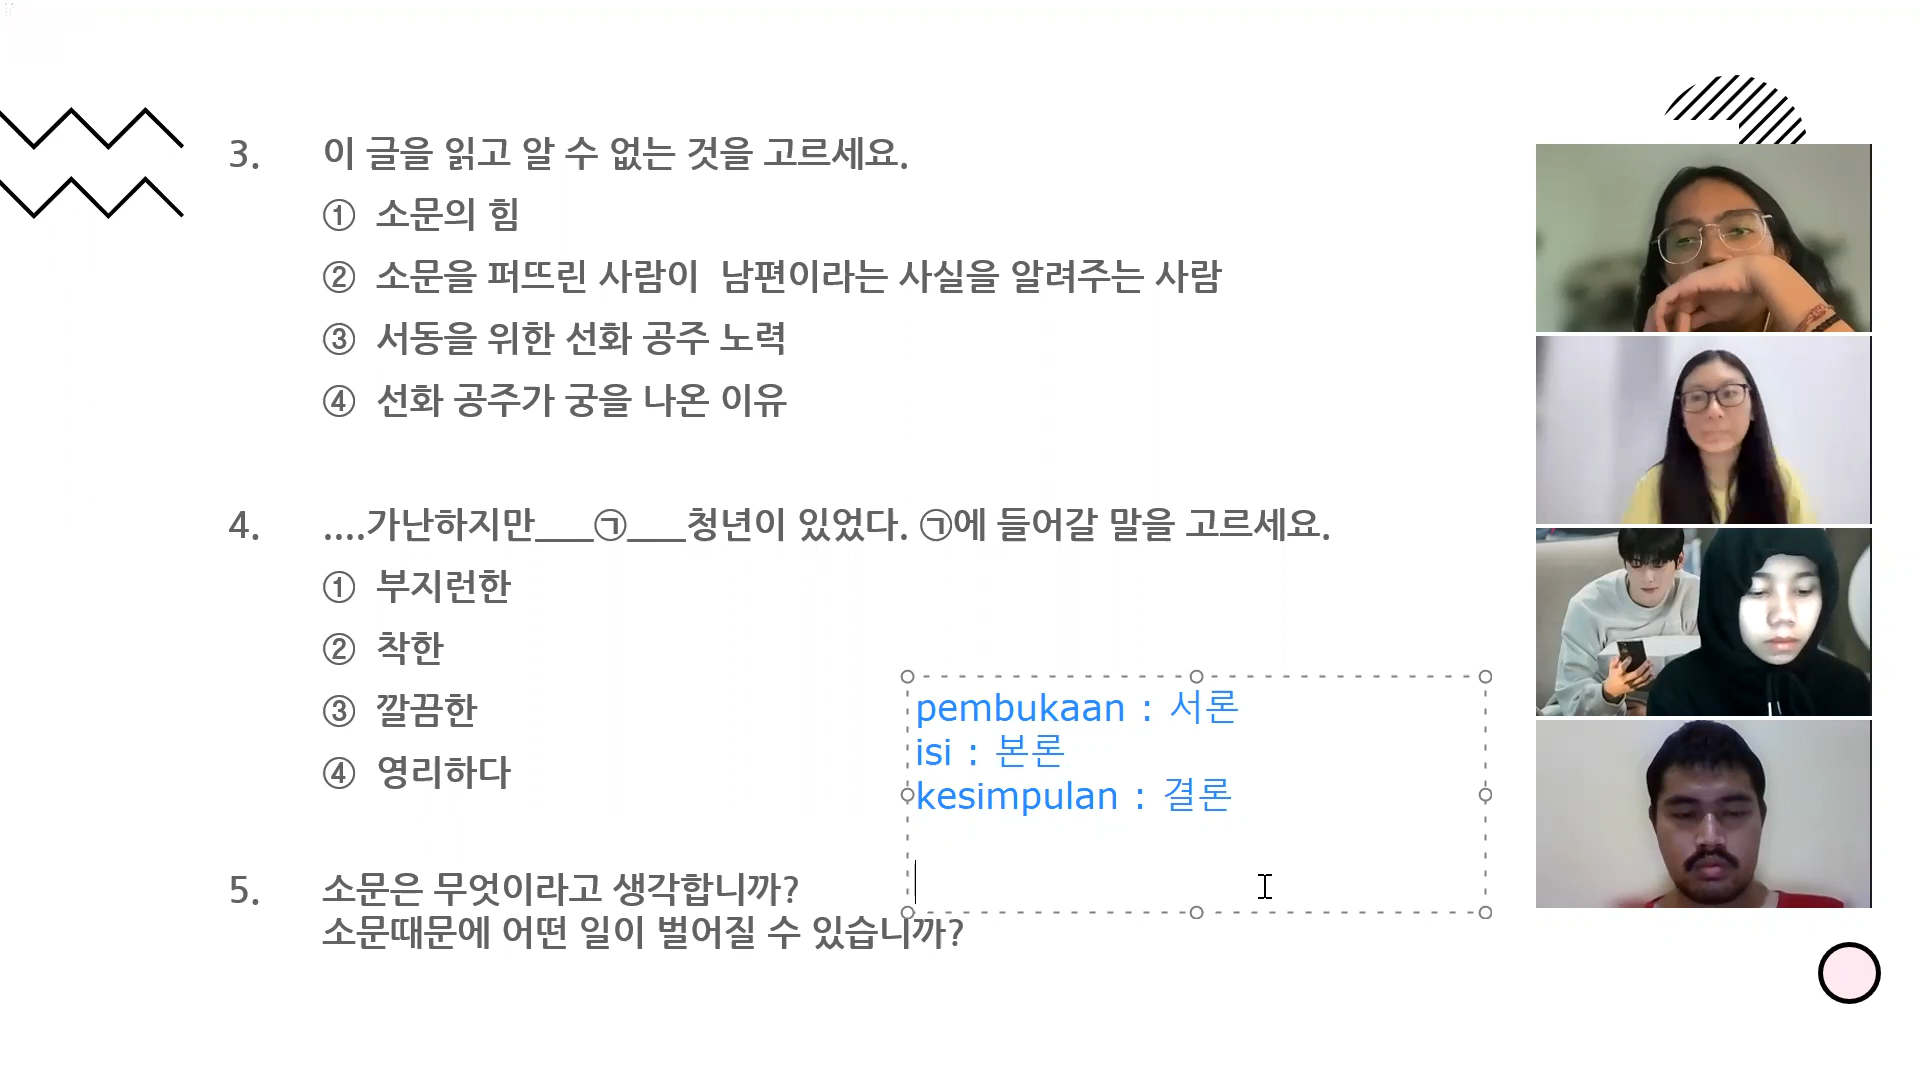 3. 이 글을 읽고 알 수 없는 것을 고르세요.
① 소문의 힘
② 소문을 퍼뜨린 사람이 남편이라는 사실을 알려주는 사람
③ 서동을 위한 선화 공주 노력
④ 선화 공주가 궁을 나온 이유
4. ....가난하지만___㉠___청년이 있었다. ㉠에 들어갈 말을 고르세요.
① 부지런한
② 착한
③ 깔끔한
④ 영리하다
pembukaan : 서론
isi : 본론
kesimpulan : 결론
5. 소문은 무엇이라고 생각합니까?
소문때문에 어떤 일이 벌어질 수 있습니까?